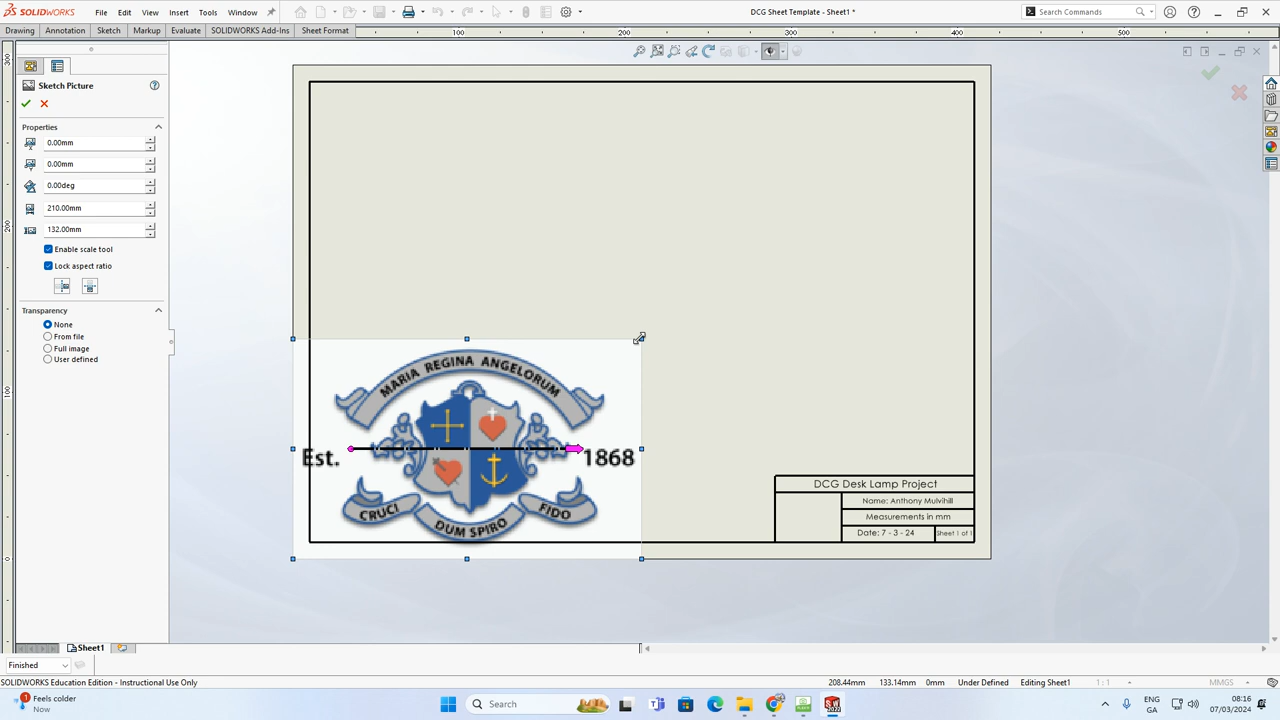 SOLIDWORKS
File
Edit
View
Insert
Tools
Window
DCG Sheet Template - Sheet1 *
Search Commands
Drawing
Annotation
Sketch
Markup
Evaluate
SOLIDWORKS Add-Ins
Sheet Format
100
200
300
400
500
300
200
100
0
Sketch Picture
Properties
0.00mm
0.00mm
0.00deg
210.00mm
132.00mm
Enable scale tool
Lock aspect ratio
Transparency
None
From file
Full image
User defined
MARIA REGINA ANGELORUM
Est.
1868
CRUCI
DUM SPIRO
FIDO
DCG Desk Lamp Project
Name: Anthony Mulvihill
Measurements in mm
Date: 7 - 3 - 24
Sheet 1 of 1
Sheet1
Finished
SOLIDWORKS Education Edition - Instructional Use Only
208.44mm
133.14mm
0mm
Under Defined
Editing Sheet1
1 : 1
MMGS
1
Feels colder
Now
Search
ENG
GA
08:16
07/03/2024